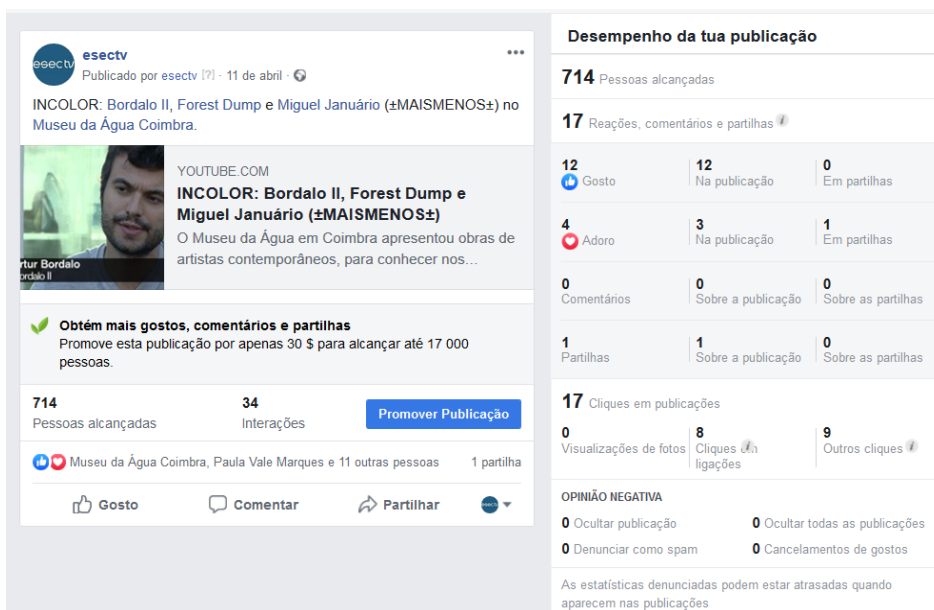 esectv
esectv
Publicado por esectv [?] · 11 de abril ·
INCOLOR: Bordalo II, Forest Dump e Miguel Januário (±MAISMENOS±) no
Museu da Água Coimbra.
rtur Bordalo
ordalo II
YOUTUBE.COM
INCOLOR: Bordalo II, Forest Dump e
Miguel Januário (±MAISMENOS±)
O Museu da Água em Coimbra apresentou obras de
artistas contemporâneos, para conhecer nos…
Obtém mais gostos, comentários e partilhas
Promove esta publicação por apenas 30 $ para alcançar até 17 000
pessoas.
714
Pessoas alcançadas
34
Interações
Promover Publicação
Museu da Água Coimbra, Paula Vale Marques e 11 outras pessoas
1 partilha
Gosto
Comentar
Partilhar
esectv
Desempenho da tua publicação
714 Pessoas alcançadas
17 Reações, comentários e partilhas
12
Gosto
12
Na publicação
0
Em partilhas
4
Adoro
3
Na publicação
1
Em partilhas
0
Comentários
0
Sobre a publicação
0
Sobre as partilhas
1
Partilhas
1
Sobre a publicação
0
Sobre as partilhas
17 Cliques em publicações
0
Visualizações de fotos
8
Cliques
ligações
9
Outros cliques
OPINIÃO NEGATIVA
0 Ocultar publicação
0 Ocultar todas as publicações
0 Denunciar como spam
0 Cancelamentos de gostos
As estatísticas denunciadas podem estar atrasadas quando
aparecem nas publicações